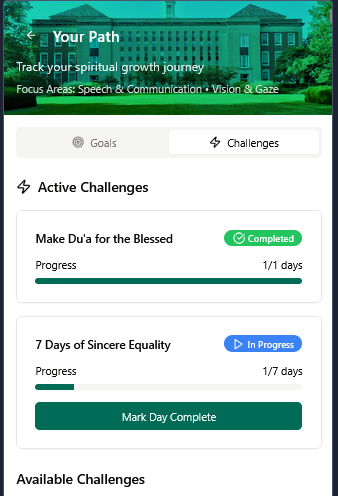 Your Path
Track your spiritual growth journey
Focus Areas: Speech & Communication • Vision & Gaze
Goals
Challenges
Active Challenges
Make Du'a for the Blessed
Completed
Progress
1/1 days
7 Days of Sincere Equality
In Progress
Progress
1/7 days
Mark Day Complete
Available Challenges